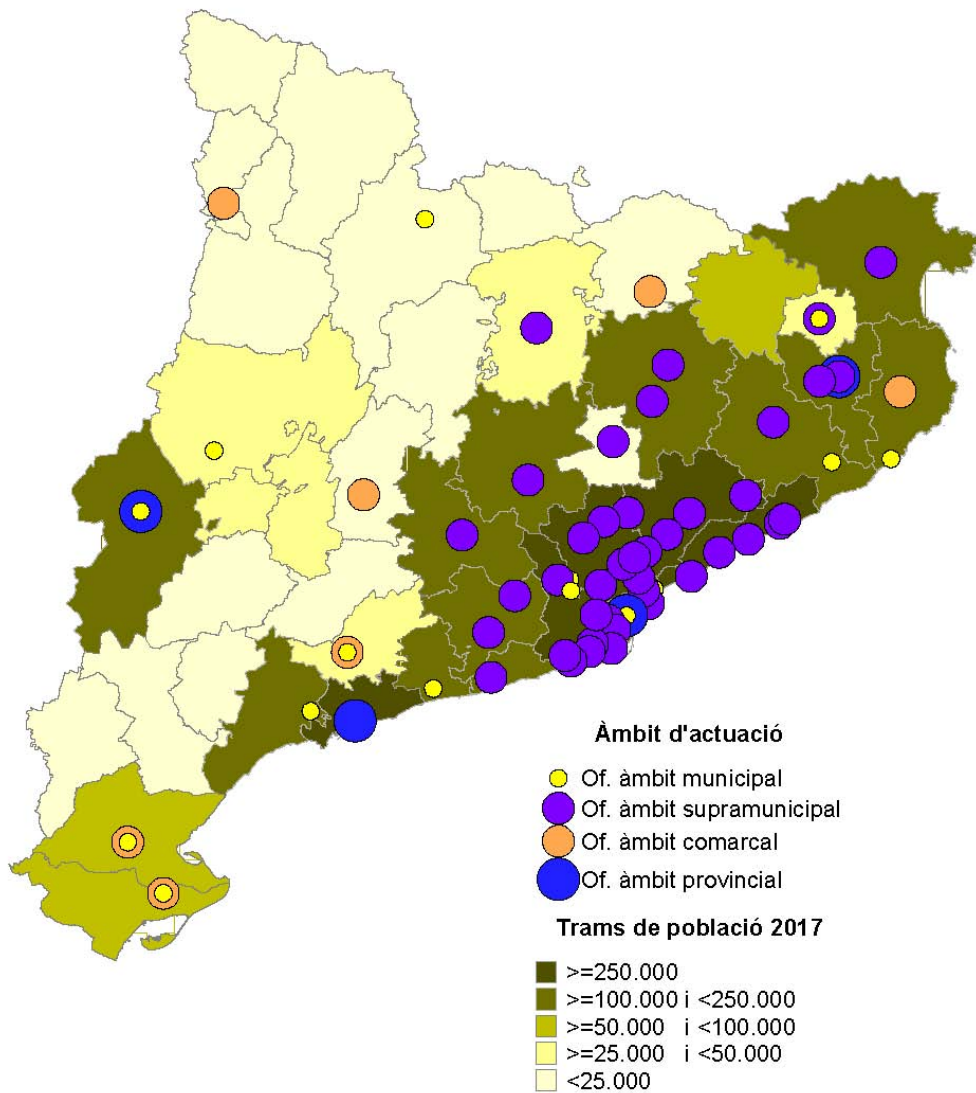 Àmbit d'actuació
Of. àmbit municipal
Of. àmbit supramunicipal
Of. àmbit comarcal
Of. àmbit provincial
Trams de població 2017
>=250.000
>=100.000 i <250.000
>=50.000 i <100.000
>=25.000 i <50.000
<25.000